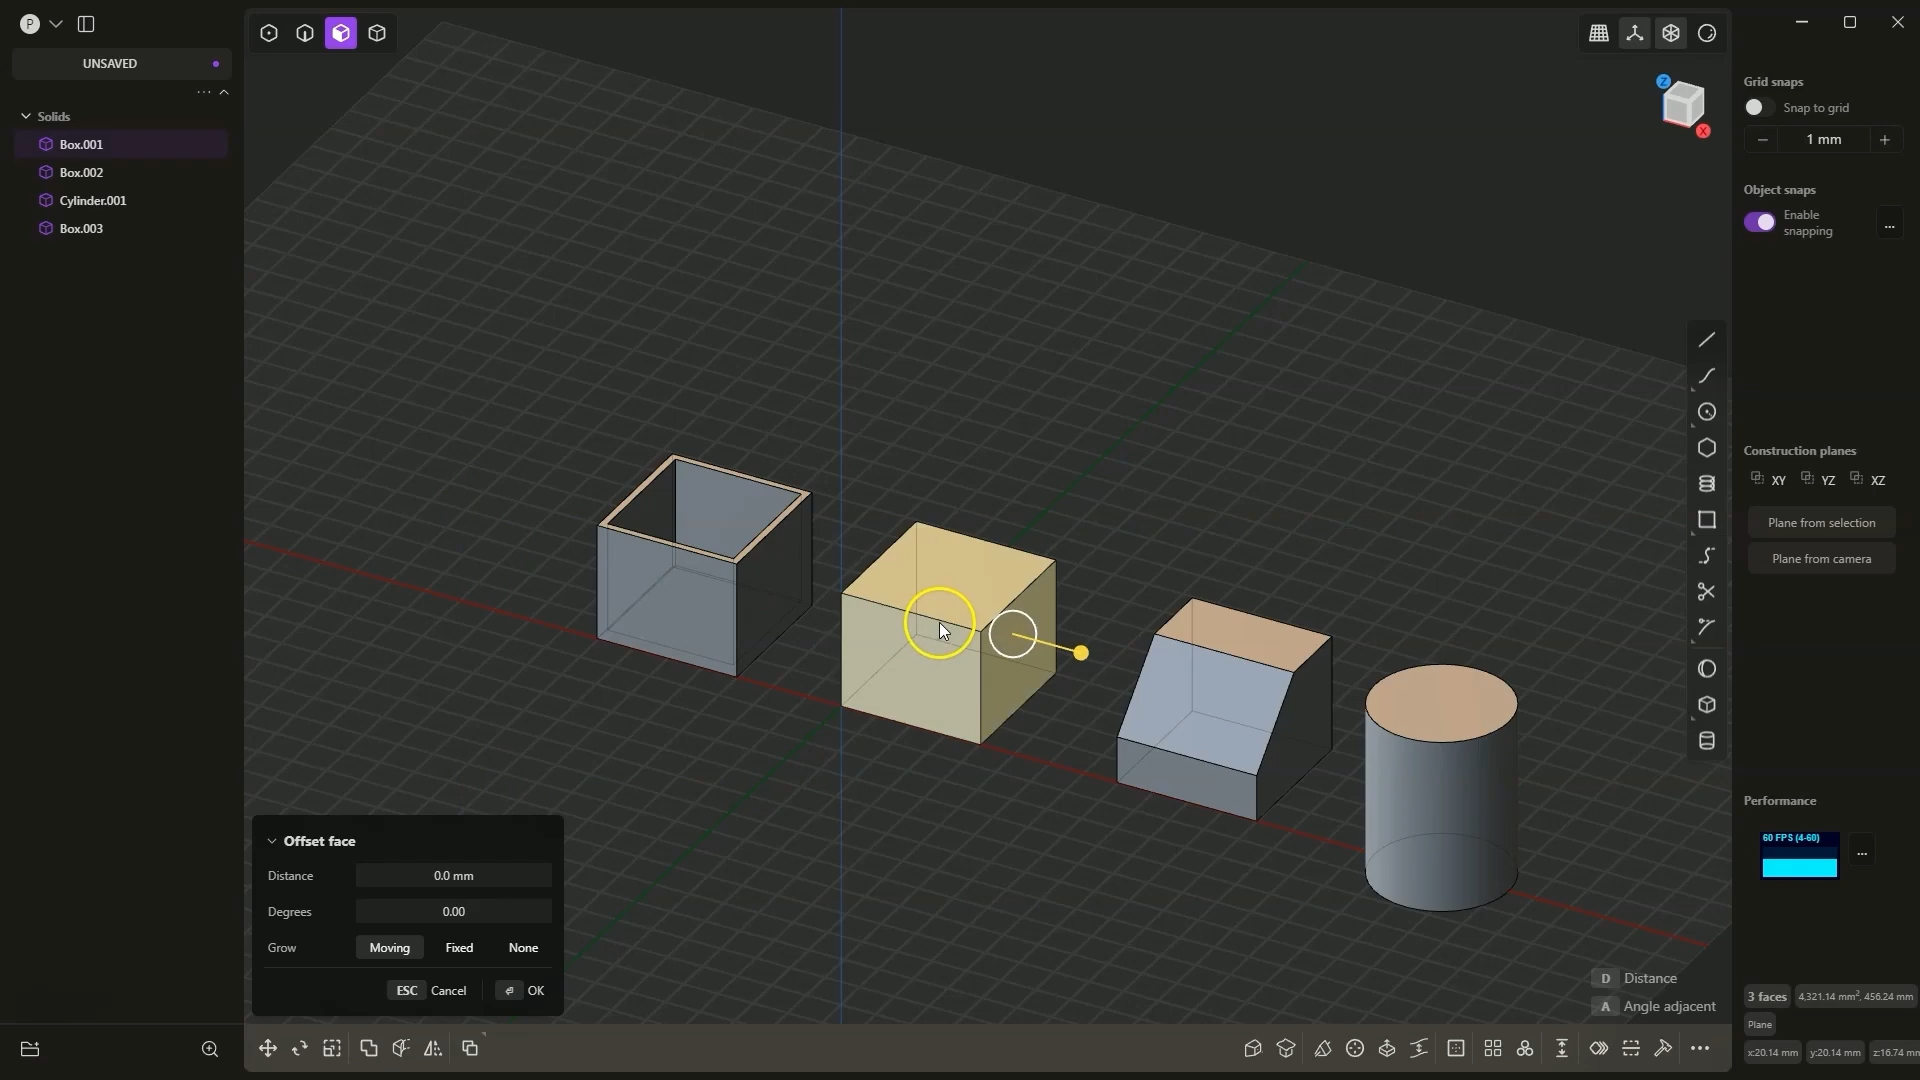 P
UNSAVED
Solids
Box.001
Box.002
Cylinder.001
Box.003
Z
X
Grid snaps
Snap to grid
1 mm
Object snaps
Enable
snapping
Construction planes
XY YZ XZ
Plane from selection
Plane from camera
Performance
60 FPS (4-60)
Offset face
Distance 0.0 mm
Degrees 0.00
Grow Moving Fixed None
ESC Cancel OK
D Distance
A Angle adjacent
3 faces 4,321.14 mm², 456.24 mm
Plane
x:20.14 mm y:20.14 mm z:16.74 mm